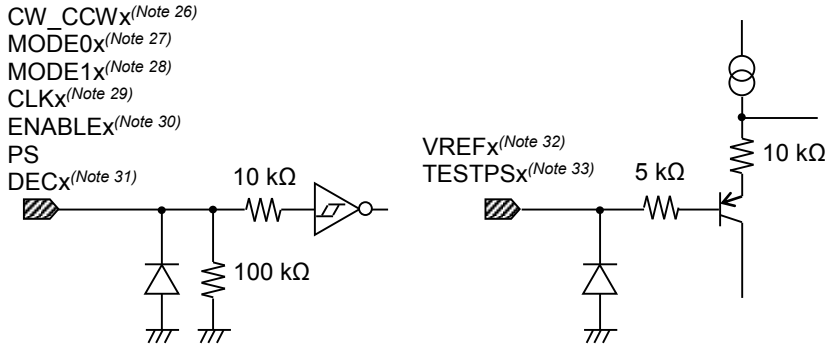 CW_CCWx(Note 26)
MODE0x(Note 27)
MODE1x(Note 28)
CLKx(Note 29)
ENABLEx(Note 30)
PS
DECx(Note 31)
10 kΩ
100 kΩ
VREFx(Note 32)
TESTPSx(Note 33)
5 kΩ
10 kΩ